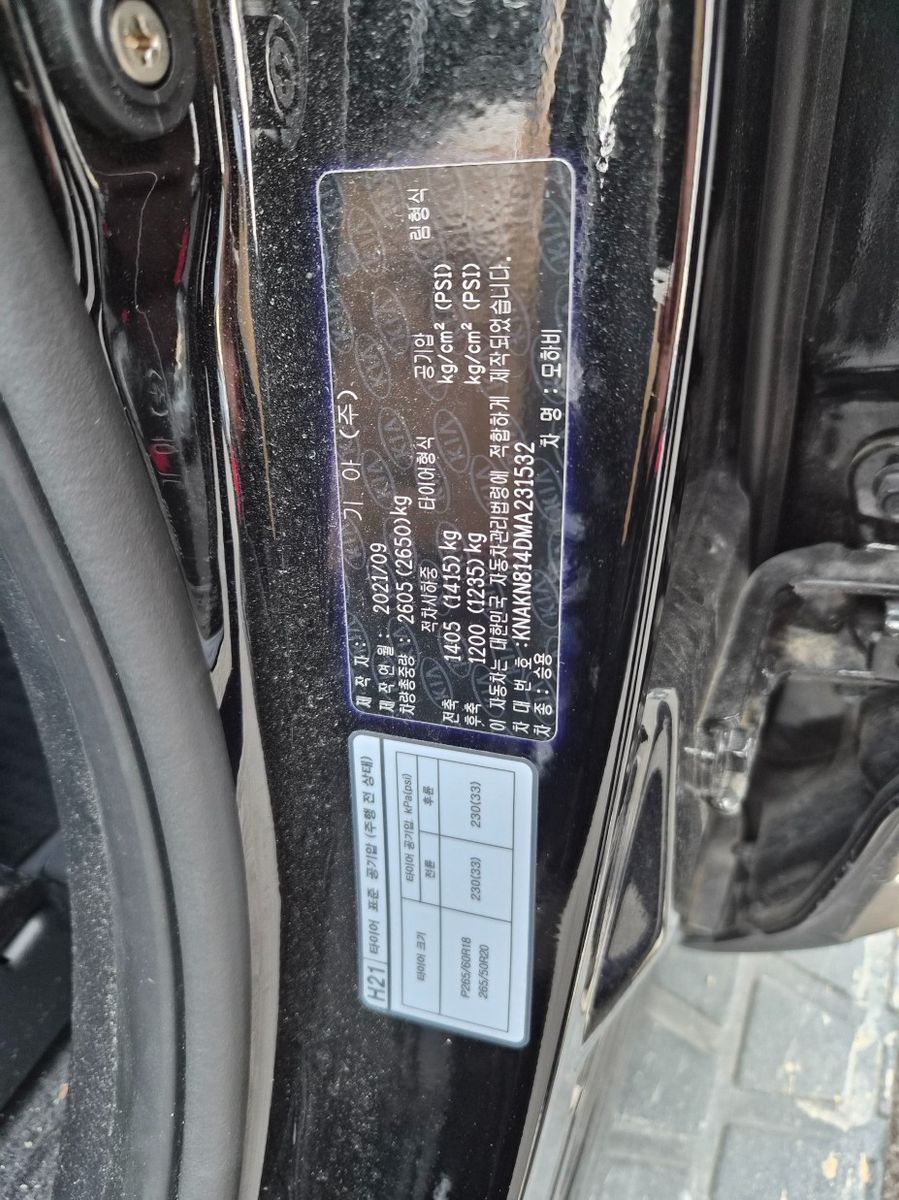 제 작 자 : 기 아 (주)
제 작 연 월 : 2021/09
차량총중량 : 2605(2650)kg
적차시하중 타이어형식 공기압 림형식
전축 1405 (1415)kg kg/cm² (PSI)
후축 1200 (1235)kg kg/cm² (PSI)
이 자동차는 대한민국 자동차관리법령에 적합하게 제작되었습니다.
차 대 번 호 : KNAKN814DMA231532
차종 : 승용 차 명 : 모하비
H21 타이어 표준 공기압 (주행 전 상태)
타이어 크기 타이어 공기압 kPa(psi)
전륜 후륜
P265/60R18 230(33) 230(33)
265/50R20
KIA